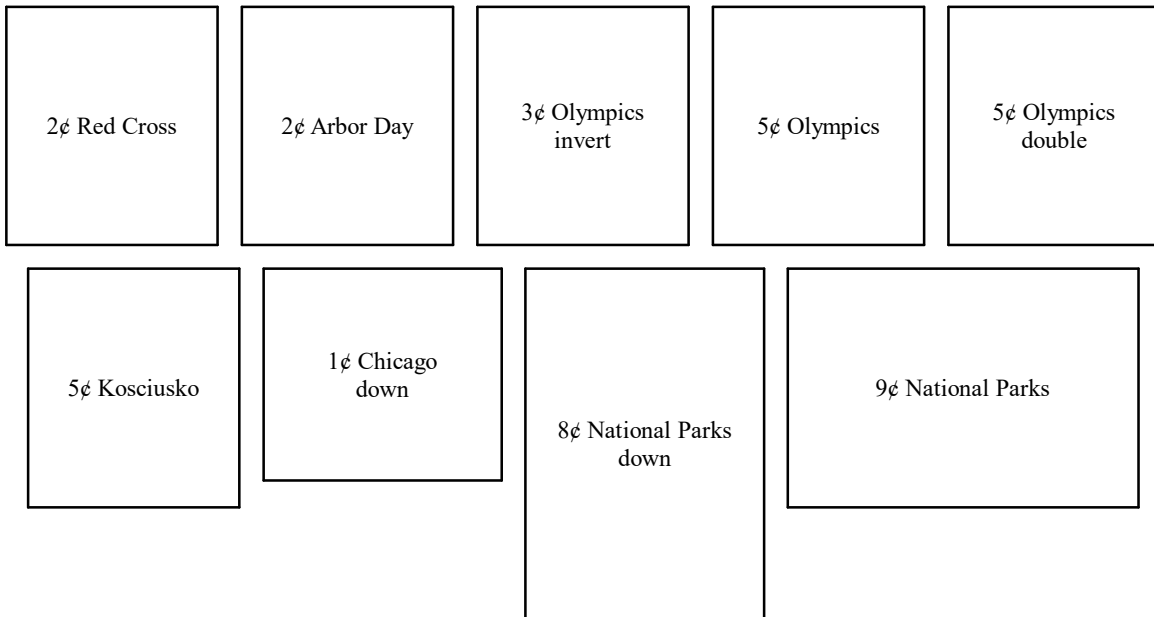 2¢ Red Cross
2¢ Arbor Day
3¢ Olympics
invert
5¢ Olympics
5¢ Olympics
double
5¢ Kosciusko
1¢ Chicago
down
8¢ National Parks
down
9¢ National Parks